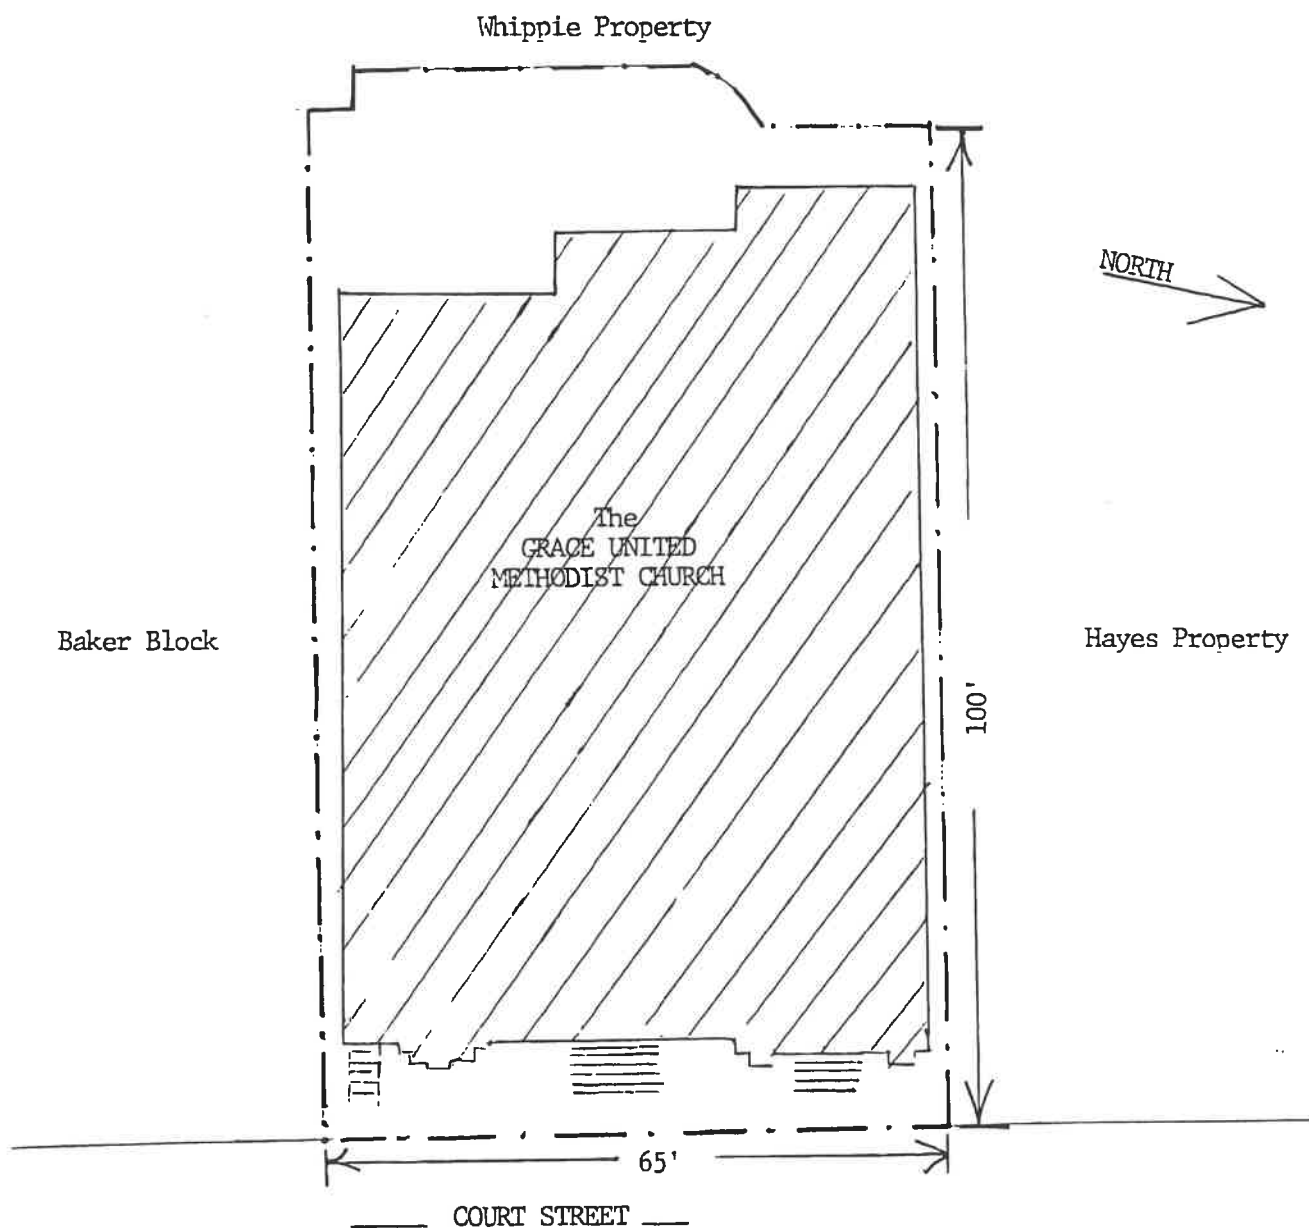 Whippie Property
NORTH
The
GRACE UNITED
METHODIST CHURCH
Baker Block
Hayes Property
100'
65'
COURT STREET